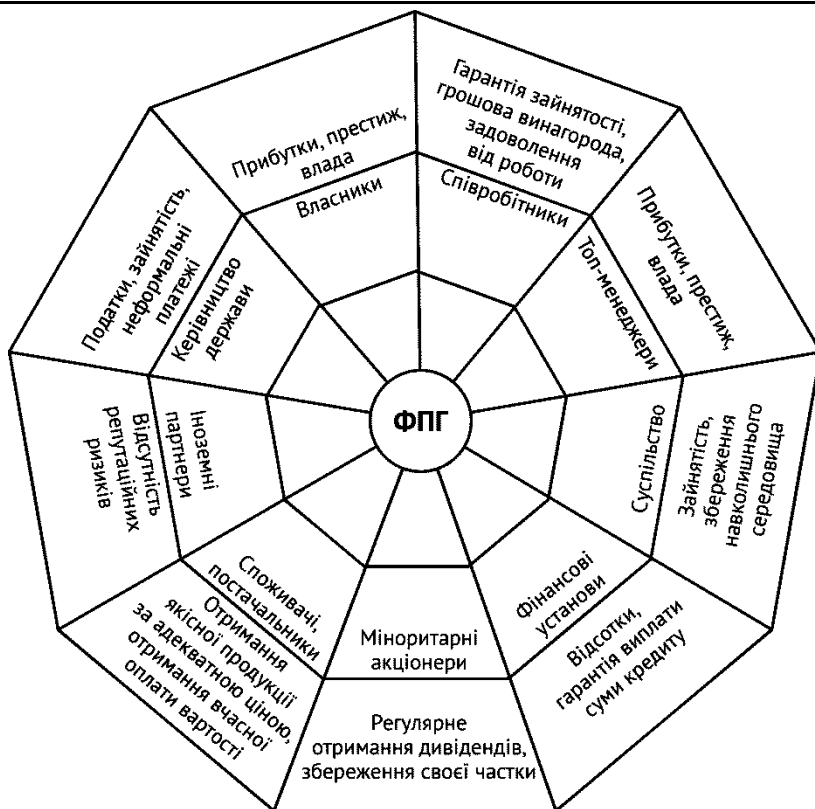 Гарантія зайнятості,
грошова винагорода,
задоволення
від роботи
Співробітники
Прибутки, престиж,
влада
Топ-менеджери
Зайнятість,
збереження
навколишнього
середовища
Суспільство
Відсотки,
гарантія виплати
суми кредиту
Фінансові
установи
Міноритарні
акціонери
Регулярне
отримання дивідендів,
збереження своєї частки
Споживачі,
постачальники
Отримання
якісної продукції
за адекватною ціною,
отримання вчасної
оплати вартості
Іноземні
партнери
Відсутність
репутаційних
ризиків
Податки, зайнятість,
неформальні
платежі
Керівництво
держави
Прибутки, престиж,
влада
Власники
ФПГ